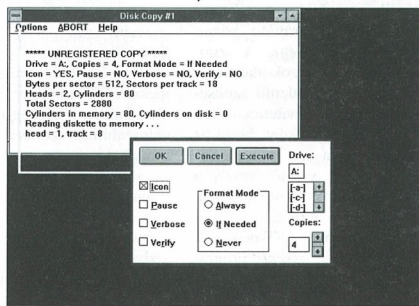 Disk Copy #1
Options ABORT Help
***** UNREGISTERED COPY *****
Drive = A:, Copies = 4, Format Mode = If Needed
Icon = YES, Pause = NO, Verbose = NO, Verify = NO
Bytes per sector = 512, Sectors per track = 18
Heads = 2, Cylinders = 80
Total Sectors = 2880
Cylinders in memory = 80, Cylinders on disk = 0
Reading diskette to memory . . .
head = 1, track = 8
OK Cancel Execute Drive:
A:
Icon Format Mode [-a-]
Pause Always [-c-]
[-d-]
Verbose If Needed Copies:
Verify Never 4